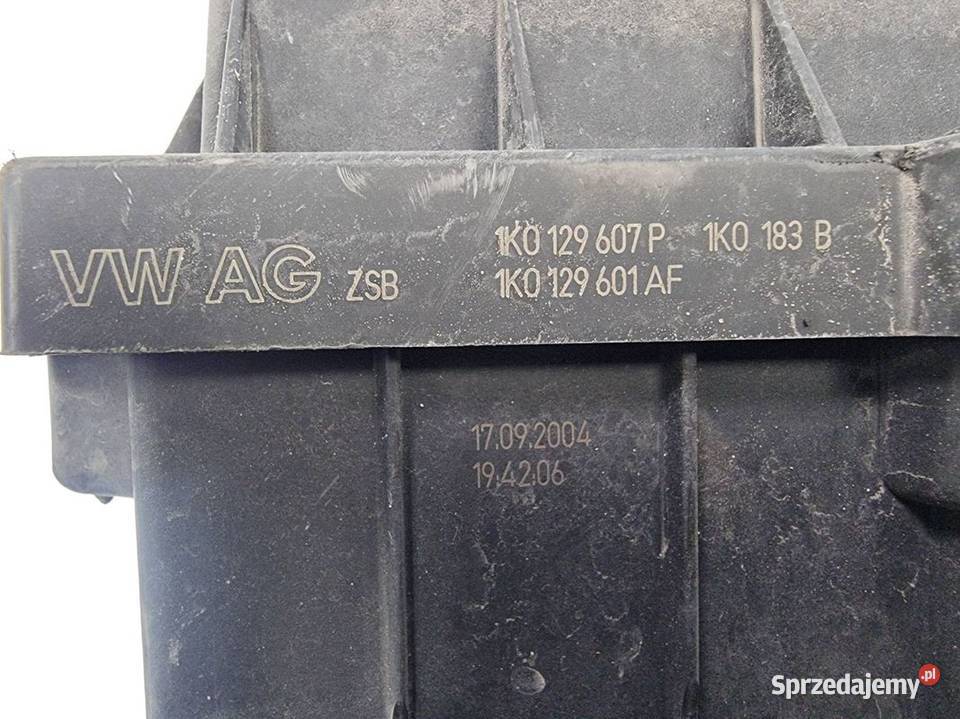 VW AG ZSB 1K0 129 607 P 1K0 183 B
1K0 129 601 AF
17.09.2004
19:42:06
Sprzedajemy.pl